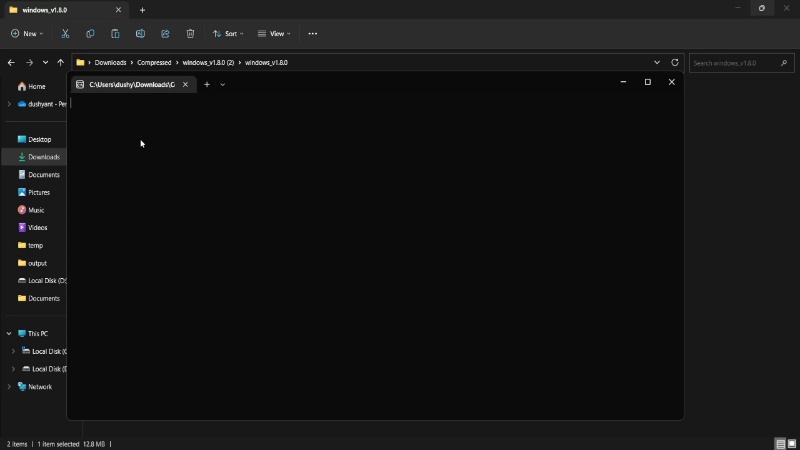 windows_v1.8.0
New
Sort
View
Downloads
Compressed
windows_v1.8.0 (2)
windows_v1.8.0
Search windows_v1.8.0
C:\Users\dushy\Downloads\C
Home
dushyant - Per
Desktop
Downloads
Documents
Pictures
Music
Videos
temp
output
Local Disk (D:
Documents
This PC
Local Disk (C
Local Disk (D
Network
2 items
1 item selected 12.8 MB